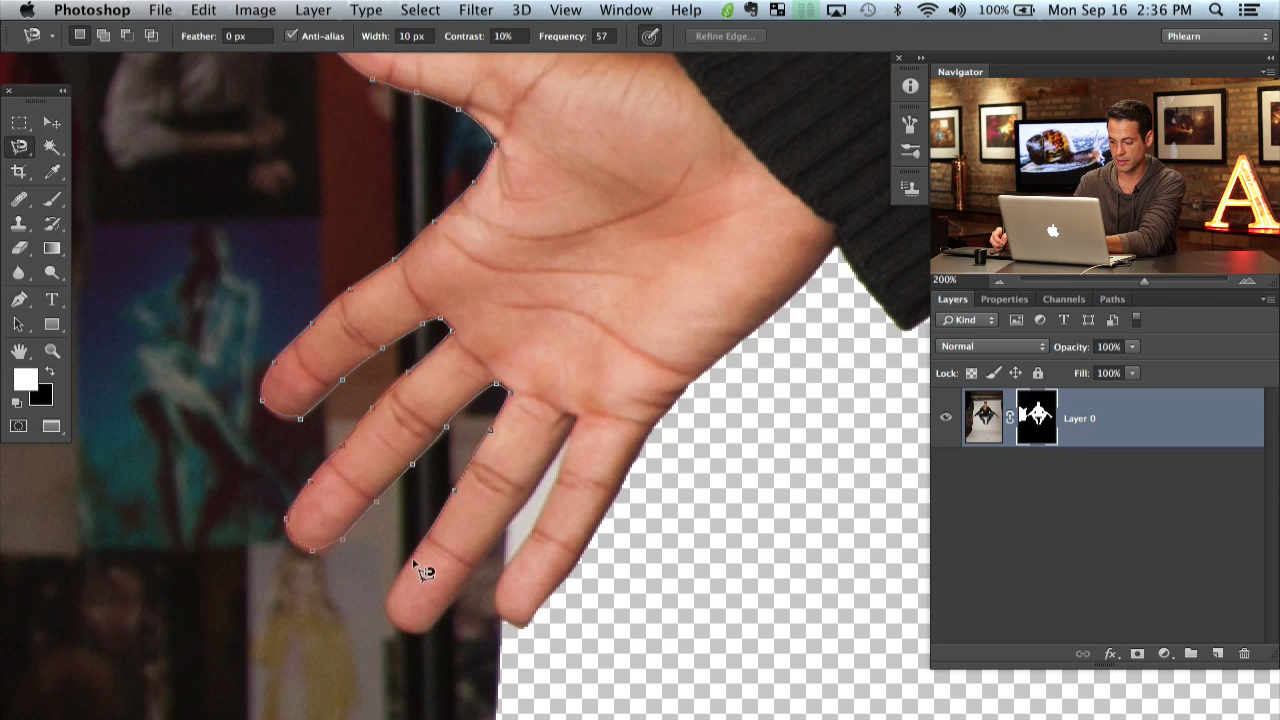 Photoshop File Edit Image Layer Type Select Filter 3D View Window Help 100% Mon Sep 16 2:36 PM
Feather: 0 px Anti-alias Width: 10 px Contrast: 10% Frequency: 57 Refine Edge... Phlearn
Navigator
A
200%
Layers Properties Channels Paths
Kind T
Normal Opacity: 100%
Lock: Fill: 100%
Layer 0
fx